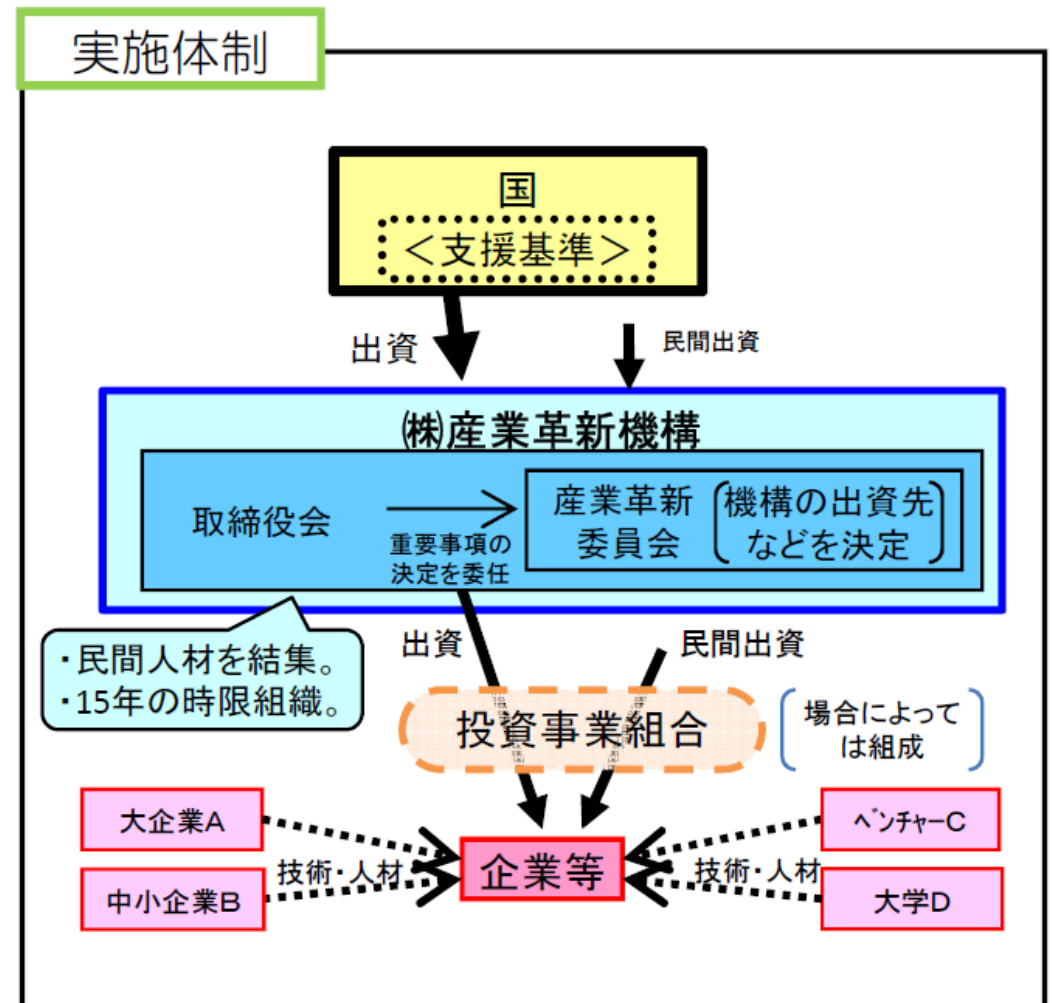 実施体制
国
＜支援基準＞
出資
民間出資
㈱産業革新機構
取締役会
重要事項の
決定を委任
産業革新
委員会
機構の出資先
などを決定
・民間人材を結集。
・15年の時限組織。
出資
民間出資
投資事業組合
場合によって
は組成
大企業A
ﾍﾞﾝﾁｬｰC
技術・人材
企業等
技術・人材
中小企業B
大学D